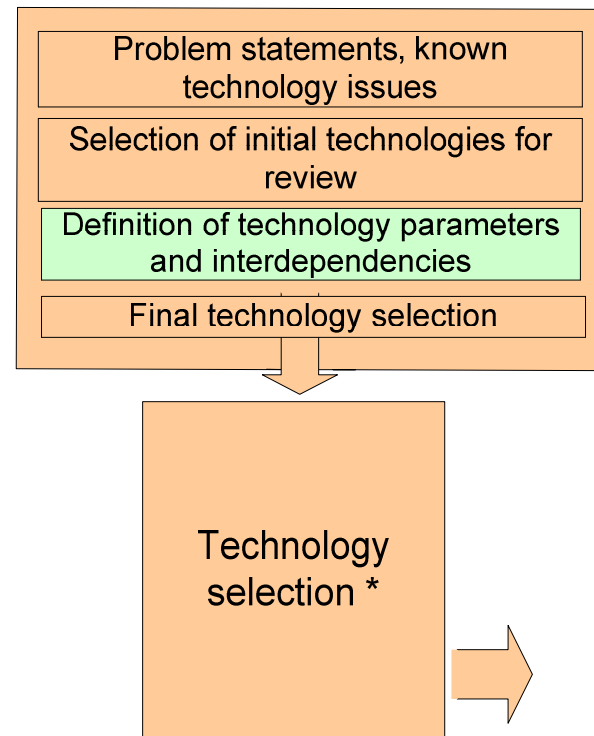 Problem statements, known
technology issues
Selection of initial technologies for
review
Definition of technology parameters
and interdependencies
Final technology selection
Technology
selection *